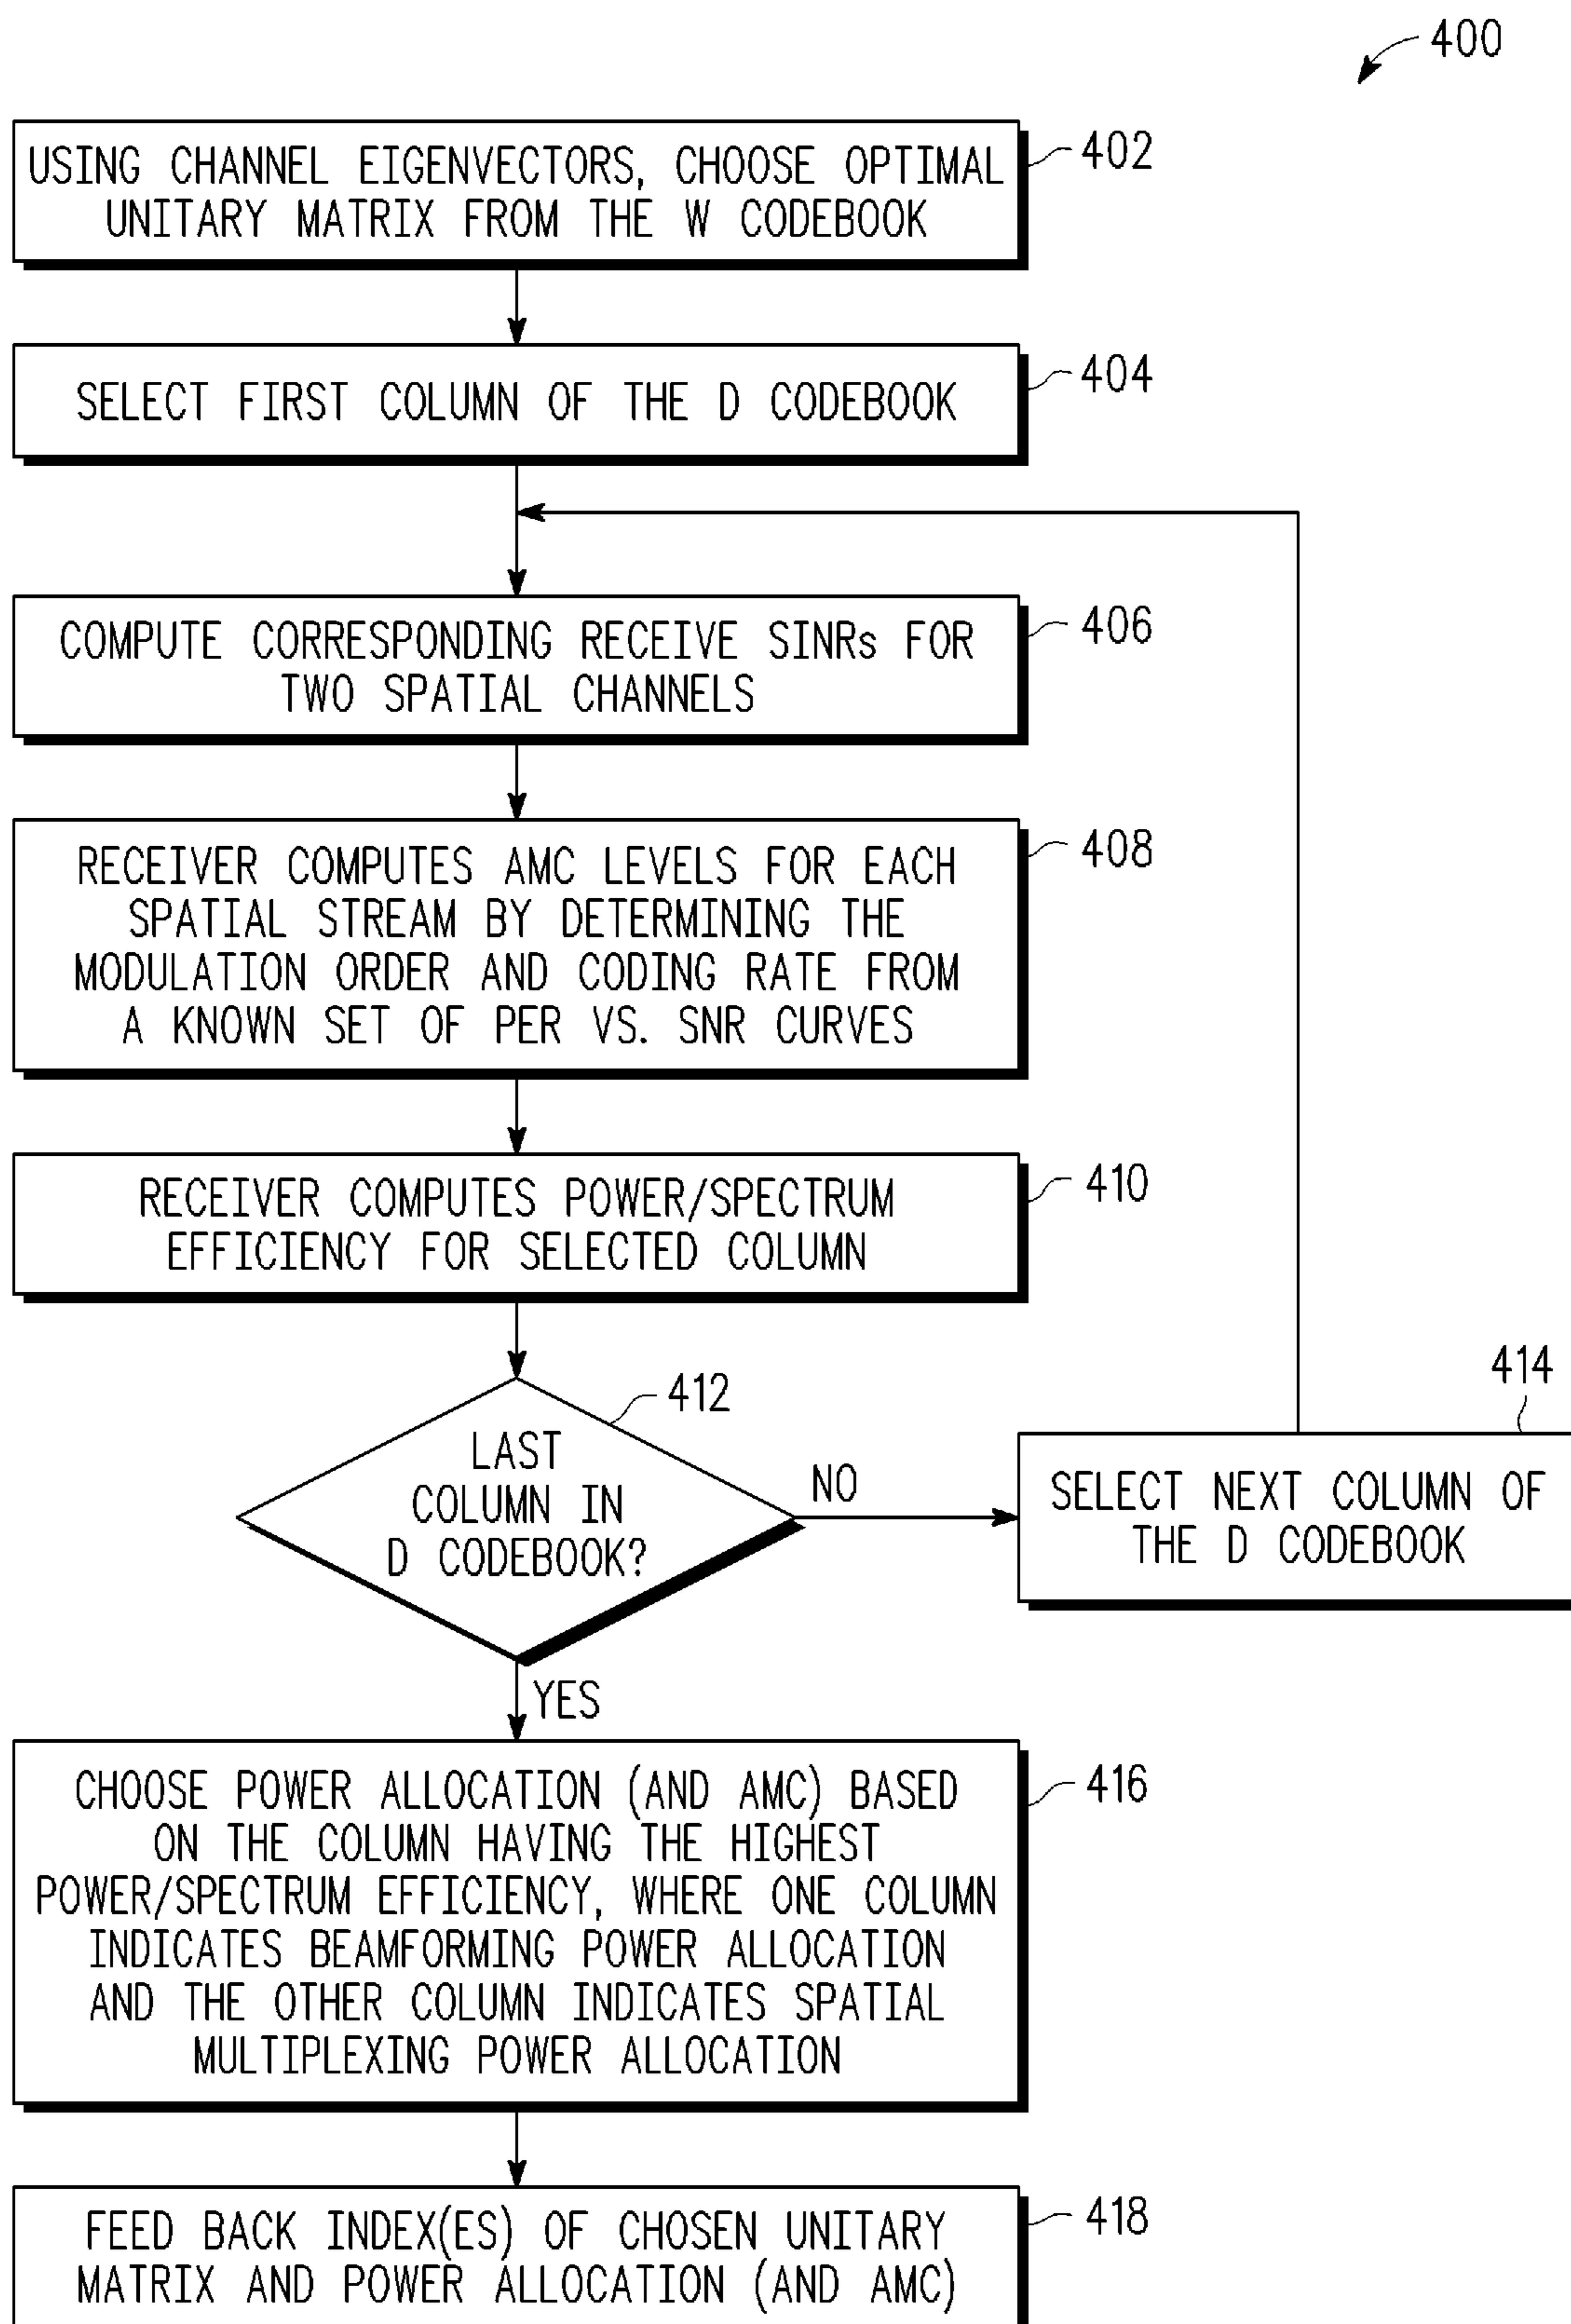 400
USING CHANNEL EIGENVECTORS, CHOOSE OPTIMAL
UNITARY MATRIX FROM THE W CODEBOOK
402
SELECT FIRST COLUMN OF THE D CODEBOOK
404
COMPUTE CORRESPONDING RECEIVE SINRs FOR
TWO SPATIAL CHANNELS
406
RECEIVER COMPUTES AMC LEVELS FOR EACH
SPATIAL STREAM BY DETERMINING THE
MODULATION ORDER AND CODING RATE FROM
A KNOWN SET OF PER VS. SNR CURVES
408
RECEIVER COMPUTES POWER/SPECTRUM
EFFICIENCY FOR SELECTED COLUMN
410
LAST
COLUMN IN
D CODEBOOK?
412
NO
414
SELECT NEXT COLUMN OF
THE D CODEBOOK
YES
CHOOSE POWER ALLOCATION (AND AMC) BASED
ON THE COLUMN HAVING THE HIGHEST
POWER/SPECTRUM EFFICIENCY, WHERE ONE COLUMN
INDICATES BEAMFORMING POWER ALLOCATION
AND THE OTHER COLUMN INDICATES SPATIAL
MULTIPLEXING POWER ALLOCATION
416
FEED BACK INDEX(ES) OF CHOSEN UNITARY
MATRIX AND POWER ALLOCATION (AND AMC)
418